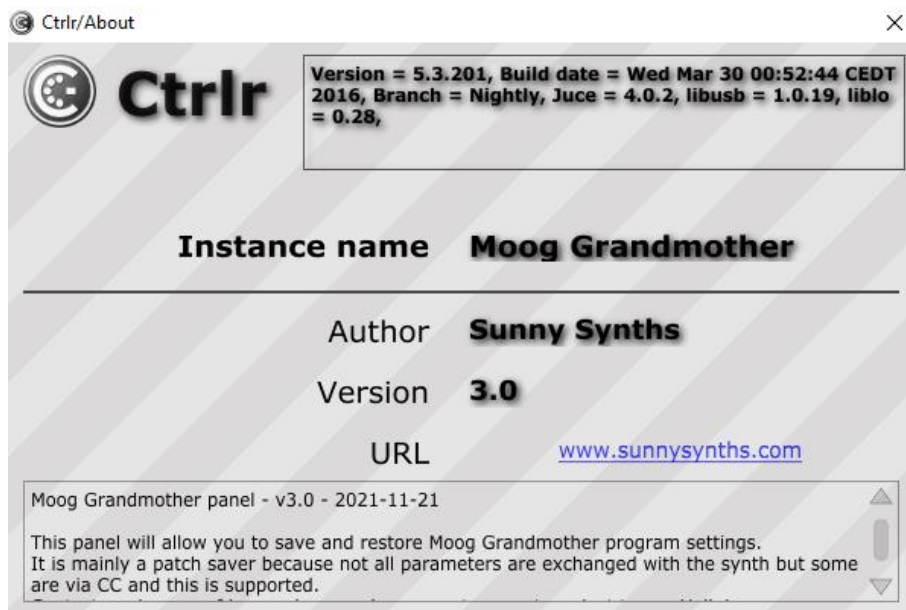 Ctrlr/About
Ctrlr
Version = 5.3.201, Build date = Wed Mar 30 00:52:44 CEDT
2016, Branch = Nightly, Juce = 4.0.2, libusb = 1.0.19, liblo
= 0.28,
Instance name Moog Grandmother
Author Sunny Synths
Version 3.0
URL www.sunnysynths.com
Moog Grandmother panel - v3.0 - 2021-11-21
This panel will allow you to save and restore Moog Grandmother program settings.
It is mainly a patch saver because not all parameters are exchanged with the synth but some
are via CC and this is supported.